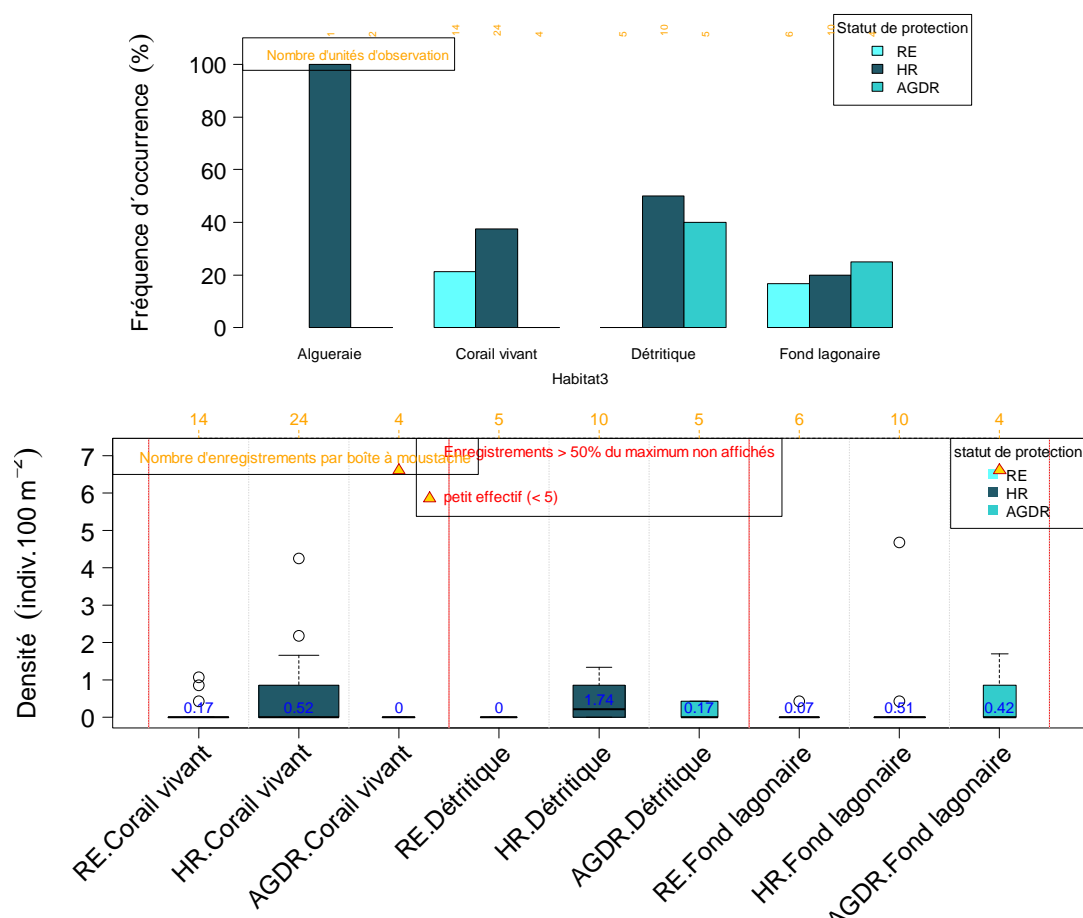 Fréquence d´occurrence (%)
1 2 14 24 4 5 10 5 6 10 4
Nombre d'unités d'observation
Statut de protection
RE
HR
AGDR
100
80
60
40
20
0
Algueraie Corail vivant Détritique Fond lagonaire
Habitat3
14 24 4 5 10 5 6 10 4
Densité (indiv.100 m⁻²)
7
6
5
4
3
2
1
0
Nombre d'enregistrements par boîte à moustache
Enregistrements > 50% du maximum non affichés
petit effectif (< 5)
statut de protection
RE
HR
AGDR
0.17 0.52 0 0 1.74 0.17 0.07 0.51 0.42
RE.Corail vivant
HR.Corail vivant
AGDR.Corail vivant
RE.Détritique
HR.Détritique
AGDR.Détritique
RE.Fond lagonaire
HR.Fond lagonaire
AGDR.Fond lagonaire